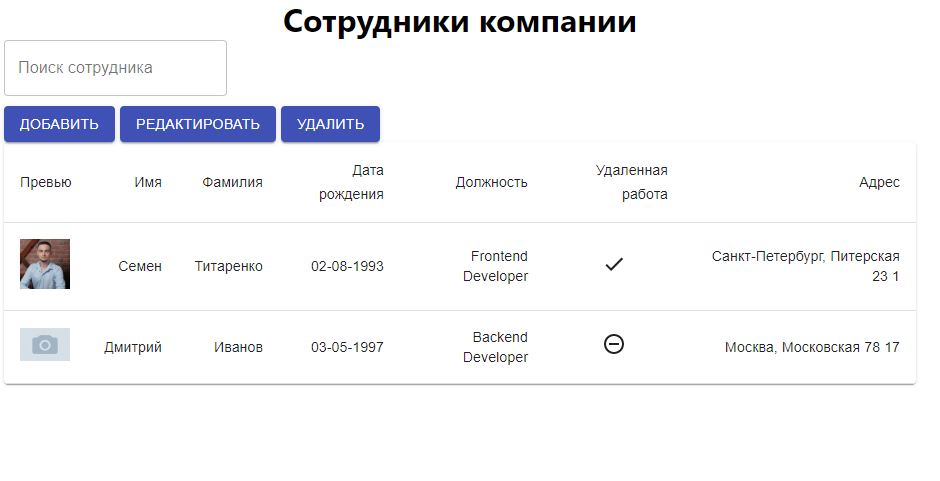 Сотрудники компании
Поиск сотрудника
ДОБАВИТЬ РЕДАКТИРОВАТЬ УДАЛИТЬ
Превью Имя Фамилия Дата рождения Должность Удаленная работа Адрес
Семен Титаренко 02-08-1993 Frontend Developer Санкт-Петербург, Питерская 23 1
Дмитрий Иванов 03-05-1997 Backend Developer Москва, Московская 78 17